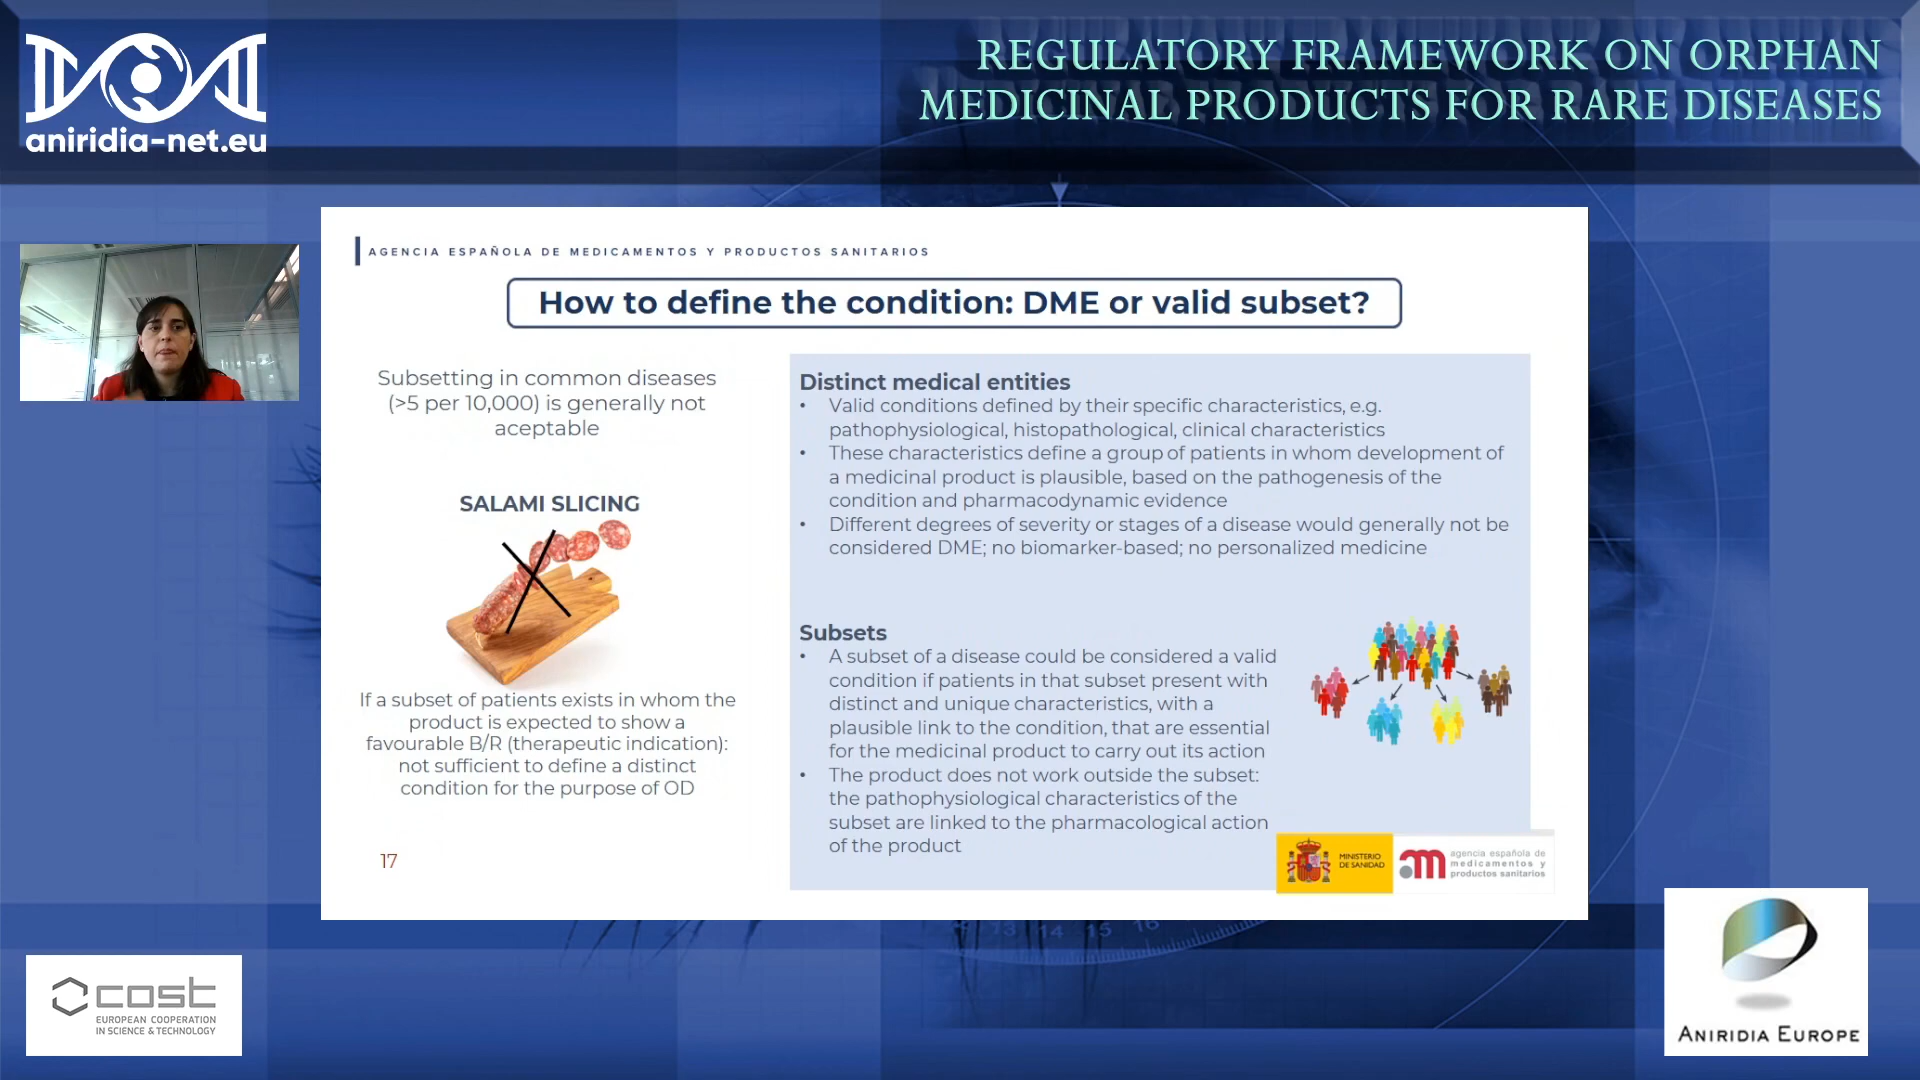 aniridia-net.eu
REGULATORY FRAMEWORK ON ORPHAN
MEDICINAL PRODUCTS FOR RARE DISEASES
AGENCIA ESPAÑOLA DE MEDICAMENTOS Y PRODUCTOS SANITARIOS
How to define the condition: DME or valid subset?
Subsetting in common diseases
(>5 per 10,000) is generally not
aceptable
SALAMI SLICING
If a subset of patients exists in whom the
product is expected to show a
favourable B/R (therapeutic indication):
not sufficient to define a distinct
condition for the purpose of OD
17
Distinct medical entities
• Valid conditions defined by their specific characteristics, e.g.
pathophysiological, histopathological, clinical characteristics
• These characteristics define a group of patients in whom development of
a medicinal product is plausible, based on the pathogenesis of the
condition and pharmacodynamic evidence
• Different degrees of severity or stages of a disease would generally not be
considered DME; no biomarker-based; no personalized medicine
Subsets
• A subset of a disease could be considered a valid
condition if patients in that subset present with
distinct and unique characteristics, with a
plausible link to the condition, that are essential
for the medicinal product to carry out its action
• The product does not work outside the subset:
the pathophysiological characteristics of the
subset are linked to the pharmacological action
of the product
MINISTERIO
DE SANIDAD
am
agencia española de
medicamentos y
productos sanitarios
13 14 15 16
cost
EUROPEAN COOPERATION
IN SCIENCE & TECHNOLOGY
ANIRIDIA EUROPE